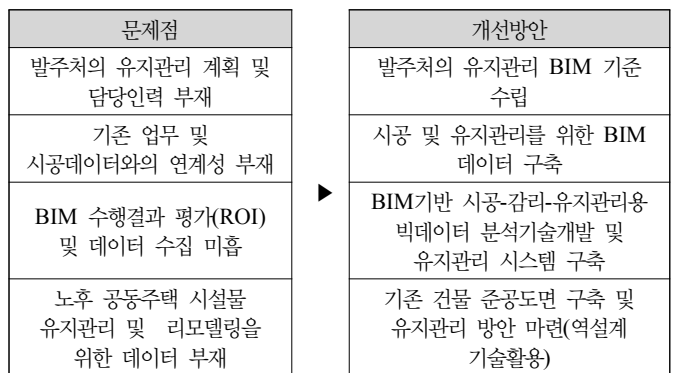 문제점
발주처의 유지관리 계획 및
담당인력 부재
기존 업무 및
시공데이터와의 연계성 부재
BIM 수행결과 평가(ROI)
및 데이터 수집 미흡
노후 공동주택 시설물
유지관리 및 리모델링을
위한 데이터 부재
▶
개선방안
발주처의 유지관리 BIM 기준
수립
시공 및 유지관리를 위한 BIM
데이터 구축
BIM기반 시공-감리-유지관리용
빅데이터 분석기술개발 및
유지관리 시스템 구축
기존 건물 준공도면 구축 및
유지관리 방안 마련(역설계
기술활용)